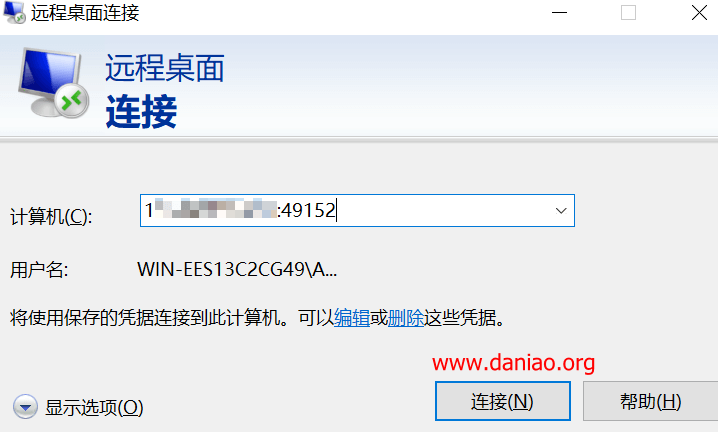 远程桌面连接
远程桌面
连接
计算机(C):
1 :49152
用户名:
WIN-EES13C2CG49\A...
将使用保存的凭据连接到此计算机。可以编辑或删除这些凭据。
www.daniao.org
显示选项(O)
连接(N)
帮助(H)